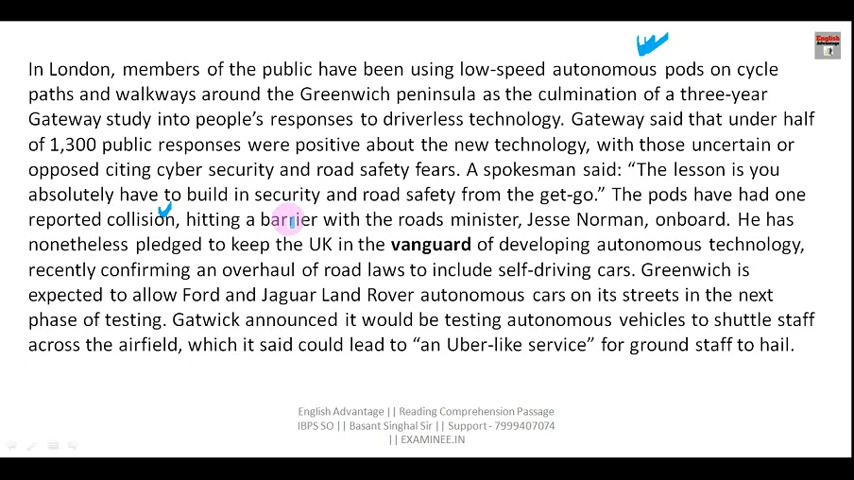 English
Advantage
In London, members of the public have been using low-speed autonomous pods on cycle
paths and walkways around the Greenwich peninsula as the culmination of a three-year
Gateway study into people’s responses to driverless technology. Gateway said that under half
of 1,300 public responses were positive about the new technology, with those uncertain or
opposed citing cyber security and road safety fears. A spokesman said: “The lesson is you
absolutely have to build in security and road safety from the get-go.” The pods have had one
reported collision, hitting a barrier with the roads minister, Jesse Norman, onboard. He has
nonetheless pledged to keep the UK in the vanguard of developing autonomous technology,
recently confirming an overhaul of road laws to include self-driving cars. Greenwich is
expected to allow Ford and Jaguar Land Rover autonomous cars on its streets in the next
phase of testing. Gatwick announced it would be testing autonomous vehicles to shuttle staff
across the airfield, which it said could lead to “an Uber-like service” for ground staff to hail.
English Advantage || Reading Comprehension Passage
IBPS SO || Basant Singhal Sir || Support - 7999407074
|| EXAMINEE.IN